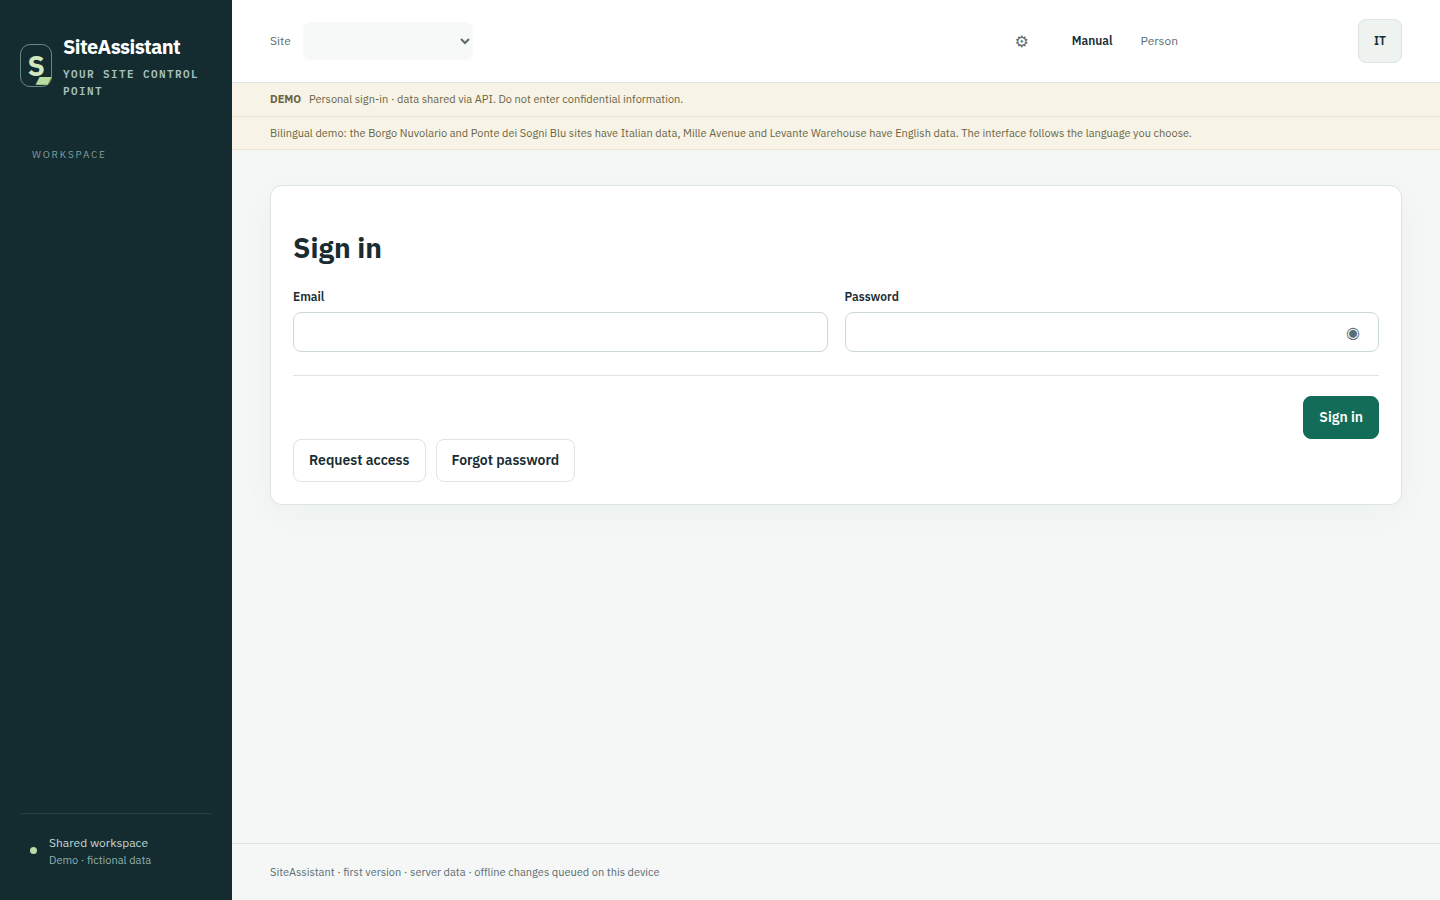 SiteAssistant
YOUR SITE CONTROL
POINT
WORKSPACE
Shared workspace
Demo · fictional data
Site
Manual
Person
IT
DEMO Personal sign-in · data shared via API. Do not enter confidential information.
Bilingual demo: the Borgo Nuvolario and Ponte dei Sogni Blu sites have Italian data, Mille Avenue and Levante Warehouse have English data. The interface follows the language you choose.
Sign in
Email
Password
Sign in
Request access
Forgot password
SiteAssistant · first version · server data · offline changes queued on this device